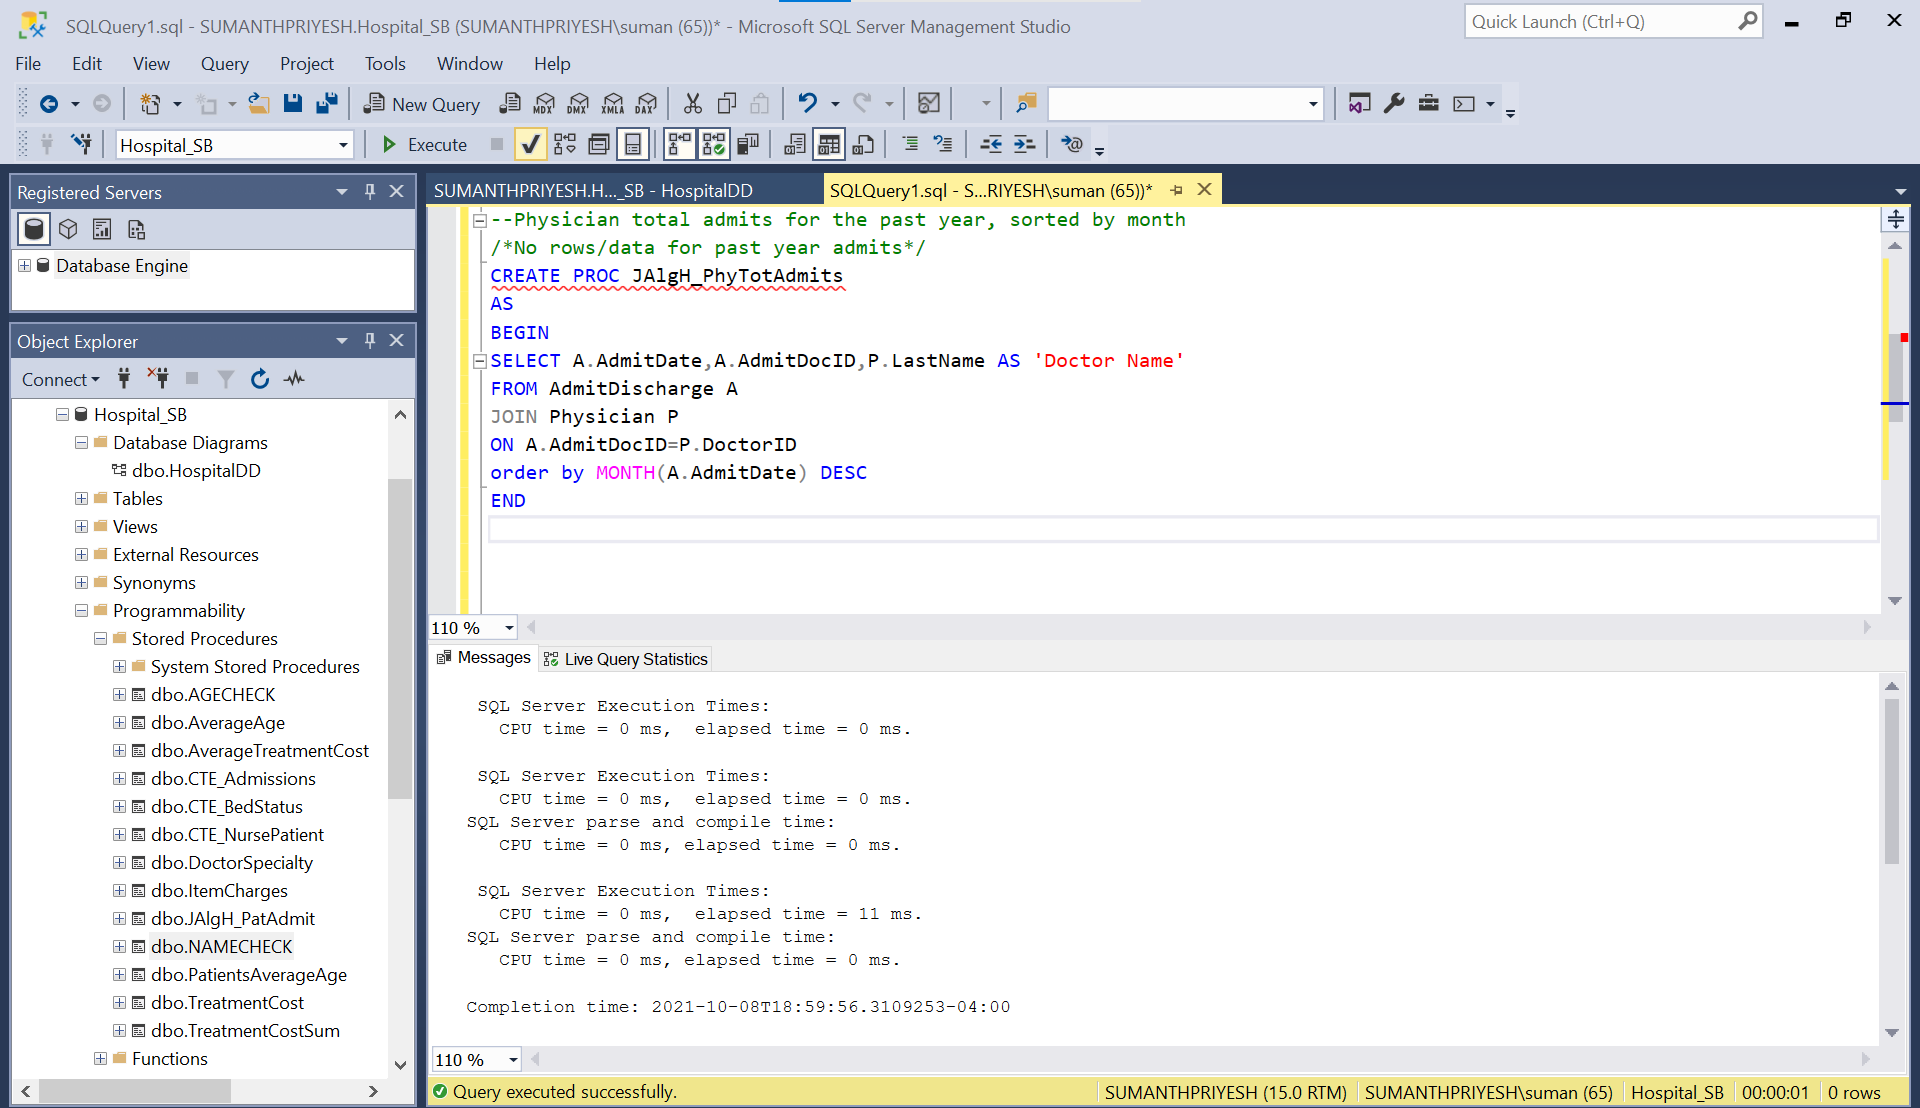 SQLQuery1.sql - SUMANTHPRIYESH.Hospital_SB (SUMANTHPRIYESH\suman (65))* - Microsoft SQL Server Management Studio
Quick Launch (Ctrl+Q)
File Edit View Query Project Tools Window Help
New Query
MDX DMX XMLA DAX
Hospital_SB
Execute
Registered Servers
Database Engine
Object Explorer
Connect
Hospital_SB
Database Diagrams
dbo.HospitalDD
Tables
Views
External Resources
Synonyms
Programmability
Stored Procedures
System Stored Procedures
dbo.AGECHECK
dbo.AverageAge
dbo.AverageTreatmentCost
dbo.CTE_Admissions
dbo.CTE_BedStatus
dbo.CTE_NursePatient
dbo.DoctorSpecialty
dbo.ItemCharges
dbo.JAlgH_PatAdmit
dbo.NAMECHECK
dbo.PatientsAverageAge
dbo.TreatmentCost
dbo.TreatmentCostSum
Functions
SUMANTHPRIYESH.H..._SB - HospitalDD
SQLQuery1.sql - S...RIYESH\suman (65))*
--Physician total admits for the past year, sorted by month
/*No rows/data for past year admits*/
CREATE PROC JAlgH_PhyTotAdmits
AS
BEGIN
SELECT A.AdmitDate,A.AdmitDocID,P.LastName AS 'Doctor Name'
FROM AdmitDischarge A
JOIN Physician P
ON A.AdmitDocID=P.DoctorID
order by MONTH(A.AdmitDate) DESC
END
110 %
Messages
Live Query Statistics
SQL Server Execution Times:
CPU time = 0 ms,  elapsed time = 0 ms.
SQL Server Execution Times:
CPU time = 0 ms,  elapsed time = 0 ms.
SQL Server parse and compile time:
CPU time = 0 ms, elapsed time = 0 ms.
SQL Server Execution Times:
CPU time = 0 ms,  elapsed time = 11 ms.
SQL Server parse and compile time:
CPU time = 0 ms, elapsed time = 0 ms.
Completion time: 2021-10-08T18:59:56.3109253-04:00
110 %
Query executed successfully.
SUMANTHPRIYESH (15.0 RTM)
SUMANTHPRIYESH\suman (65)
Hospital_SB
00:00:01
0 rows